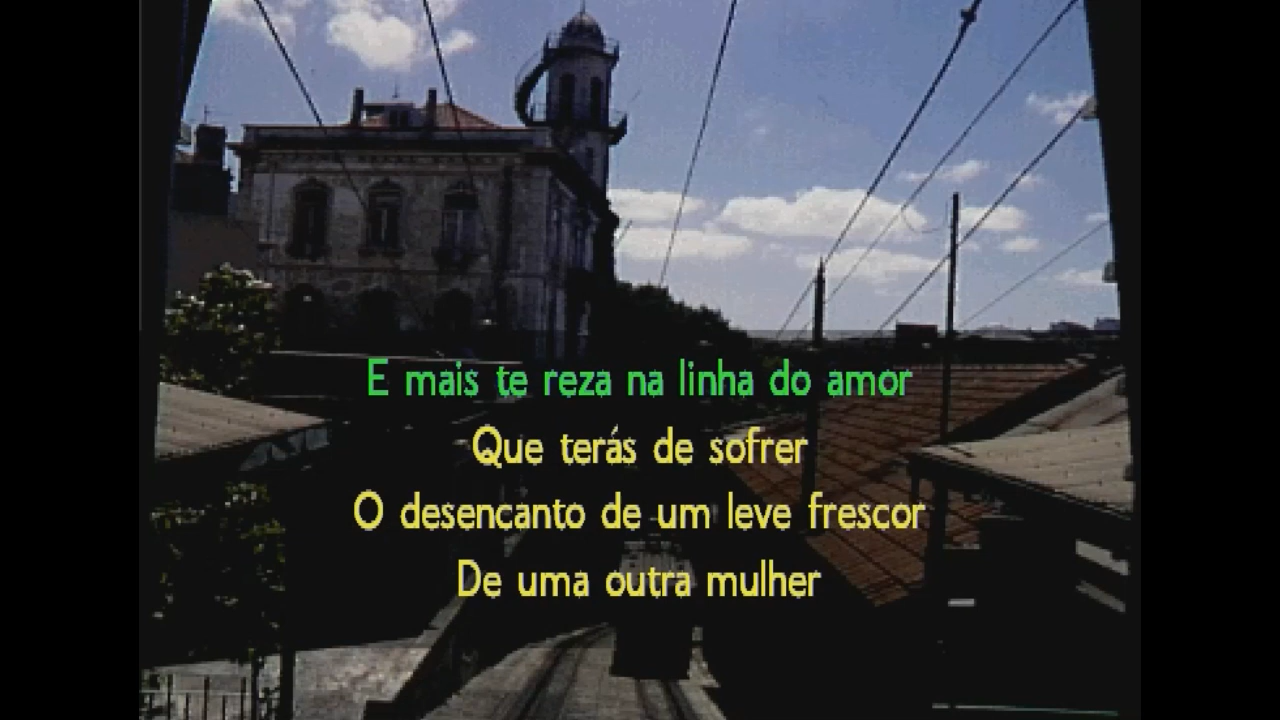 E mais te reza na linha do amor
Que terás de sofrer
O desencanto de um leve frescor
De uma outra mulher